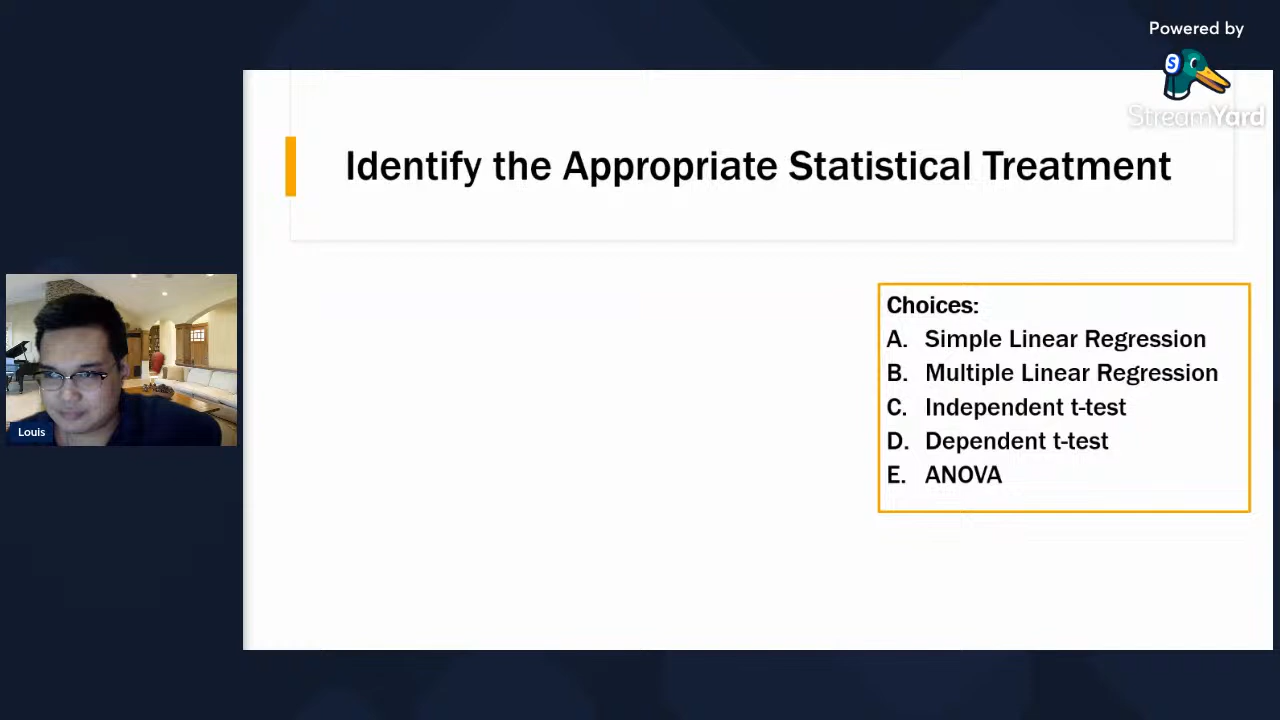 Powered by
StreamYard
Identify the Appropriate Statistical Treatment
Choices:
A. Simple Linear Regression
B. Multiple Linear Regression
C. Independent t-test
D. Dependent t-test
E. ANOVA
Louis